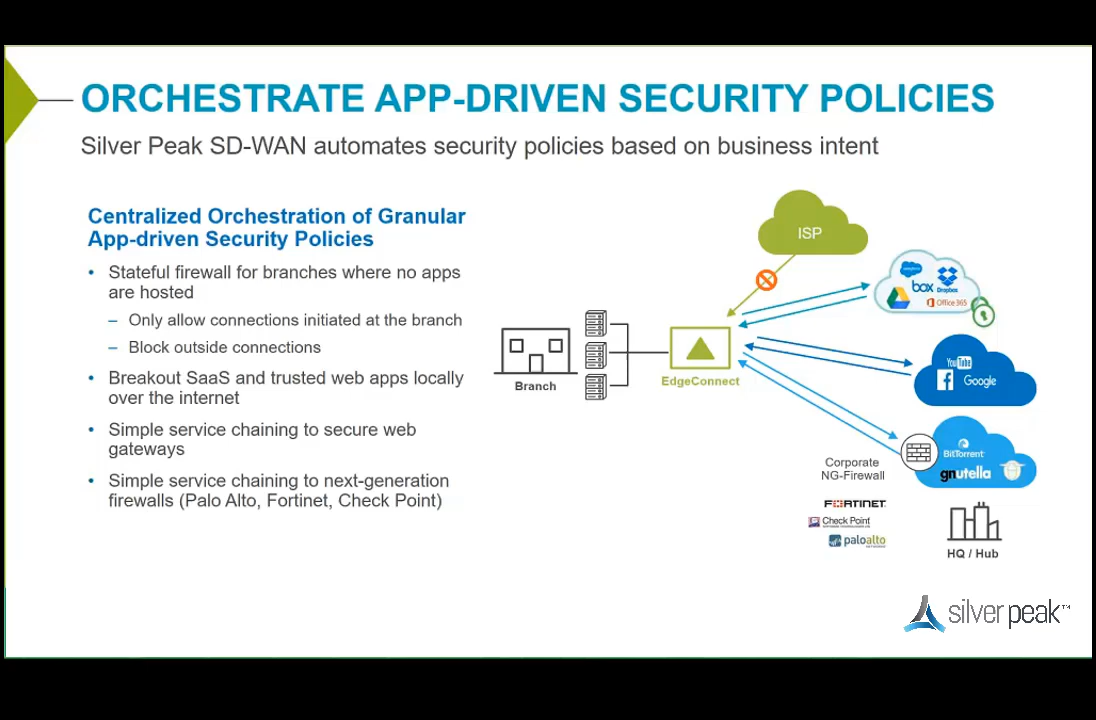 ORCHESTRATE APP-DRIVEN SECURITY POLICIES
Silver Peak SD-WAN automates security policies based on business intent
Centralized Orchestration of Granular
App-driven Security Policies
• Stateful firewall for branches where no apps
are hosted
– Only allow connections initiated at the branch
– Block outside connections
• Breakout SaaS and trusted web apps locally
over the internet
• Simple service chaining to secure web
gateways
• Simple service chaining to next-generation
firewalls (Palo Alto, Fortinet, Check Point)
ISP
salesforce
box
Dropbox
Office 365
Branch
EdgeConnect
YouTube
Google
BitTorrent
gnutella
Corporate
NG-Firewall
FORTINET
Check Point
paloalto
HQ / Hub
silver peak™